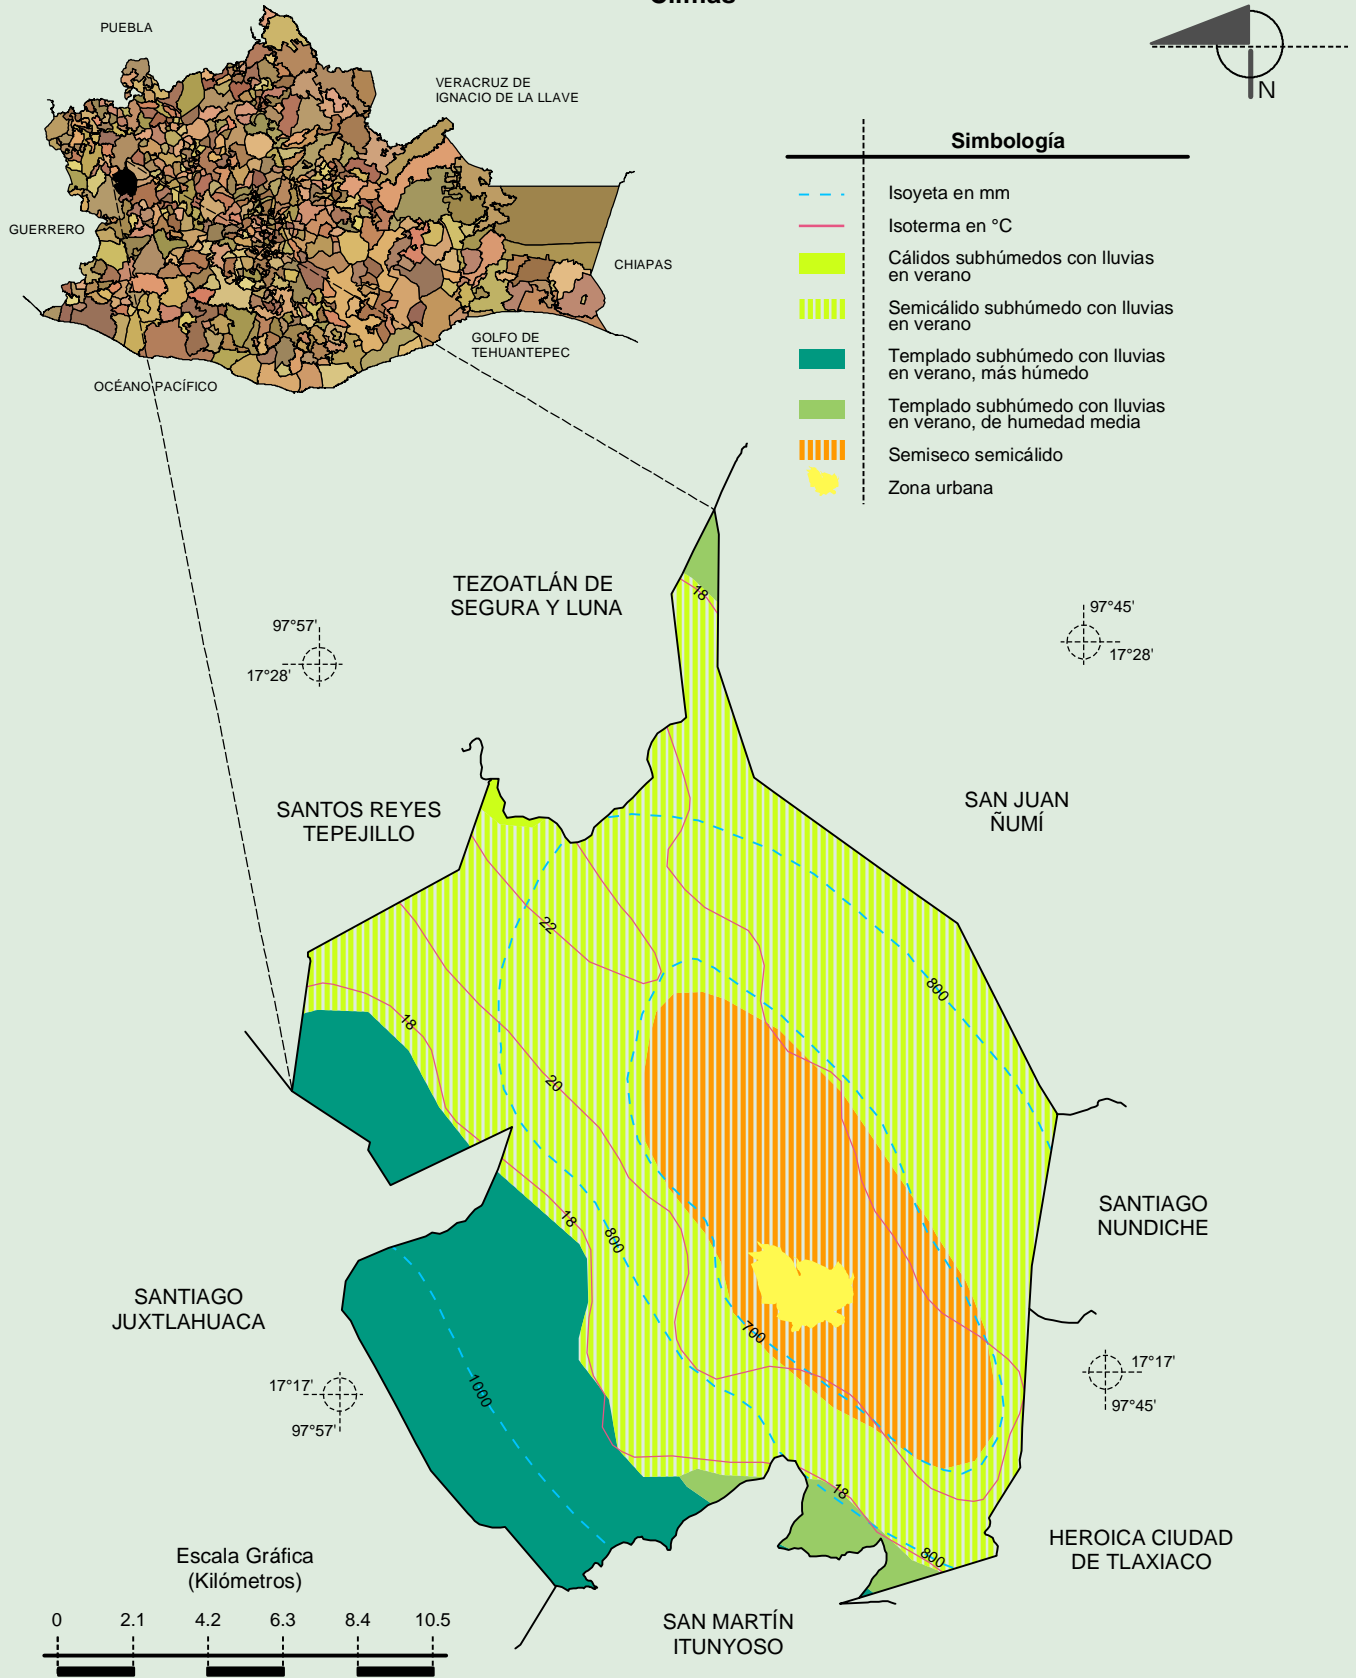 Climas
PUEBLA
VERACRUZ DE
IGNACIO DE LA LLAVE
GUERRERO
CHIAPAS
GOLFO DE
TEHUANTEPEC
OCÉANO PACÍFICO
N
Simbología
Isoyeta en mm
Isoterma en °C
Cálidos subhúmedos con lluvias
en verano
Semicálido subhúmedo con lluvias
en verano
Templado subhúmedo con lluvias
en verano, más húmedo
Templado subhúmedo con lluvias
en verano, de humedad media
Semiseco semicálido
Zona urbana
TEZOATLÁN DE
SEGURA Y LUNA
18
97°57'
17°28'
97°45'
17°28'
SANTOS REYES
TEPEJILLO
SAN JUAN
ÑUMÍ
22
800
18
20
18
800
SANTIAGO
NUNDICHE
SANTIAGO
JUXTLAHUACA
700
1000
17°17'
97°57'
17°17'
97°45'
18
800
HEROICA CIUDAD
DE TLAXIACO
SAN MARTÍN
ITUNYOSO
Escala Gráfica
(Kilómetros)
0 2.1 4.2 6.3 8.4 10.5